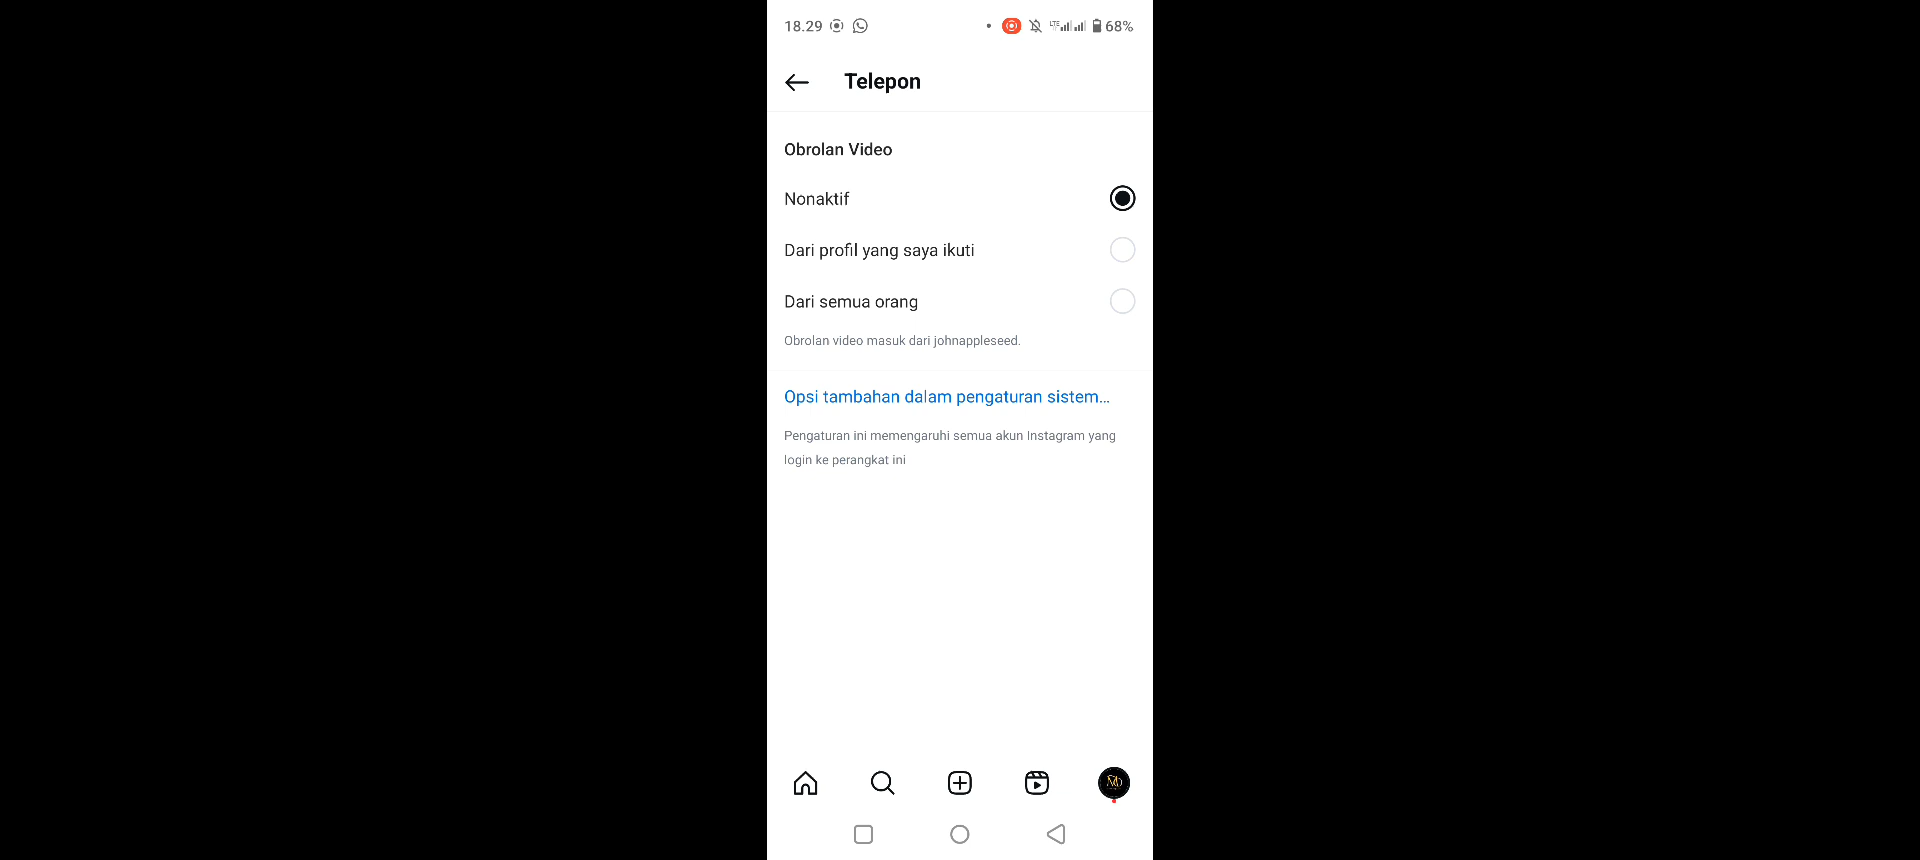 18.29
LTE
68%
Telepon
Obrolan Video
Nonaktif
Dari profil yang saya ikuti
Dari semua orang
Obrolan video masuk dari johnappleseed.
Opsi tambahan dalam pengaturan sistem...
Pengaturan ini memengaruhi semua akun Instagram yang
login ke perangkat ini